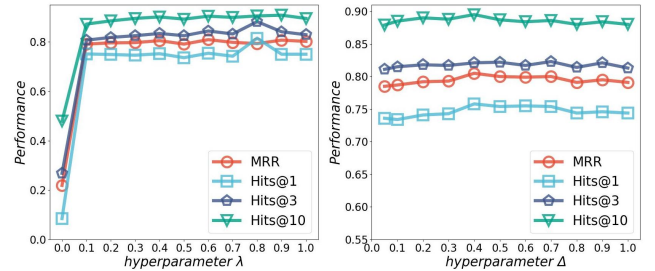 Performance
0.8
0.6
0.4
0.2
0.0
MRR
Hits@1
Hits@3
Hits@10
0.0 0.1 0.2 0.3 0.4 0.5 0.6 0.7 0.8 0.9 1.0
hyperparameter λ
Performance
0.90
0.85
0.80
0.75
0.70
0.65
0.60
0.55
MRR
Hits@1
Hits@3
Hits@10
0.0 0.1 0.2 0.3 0.4 0.5 0.6 0.7 0.8 0.9 1.0
hyperparameter Δ